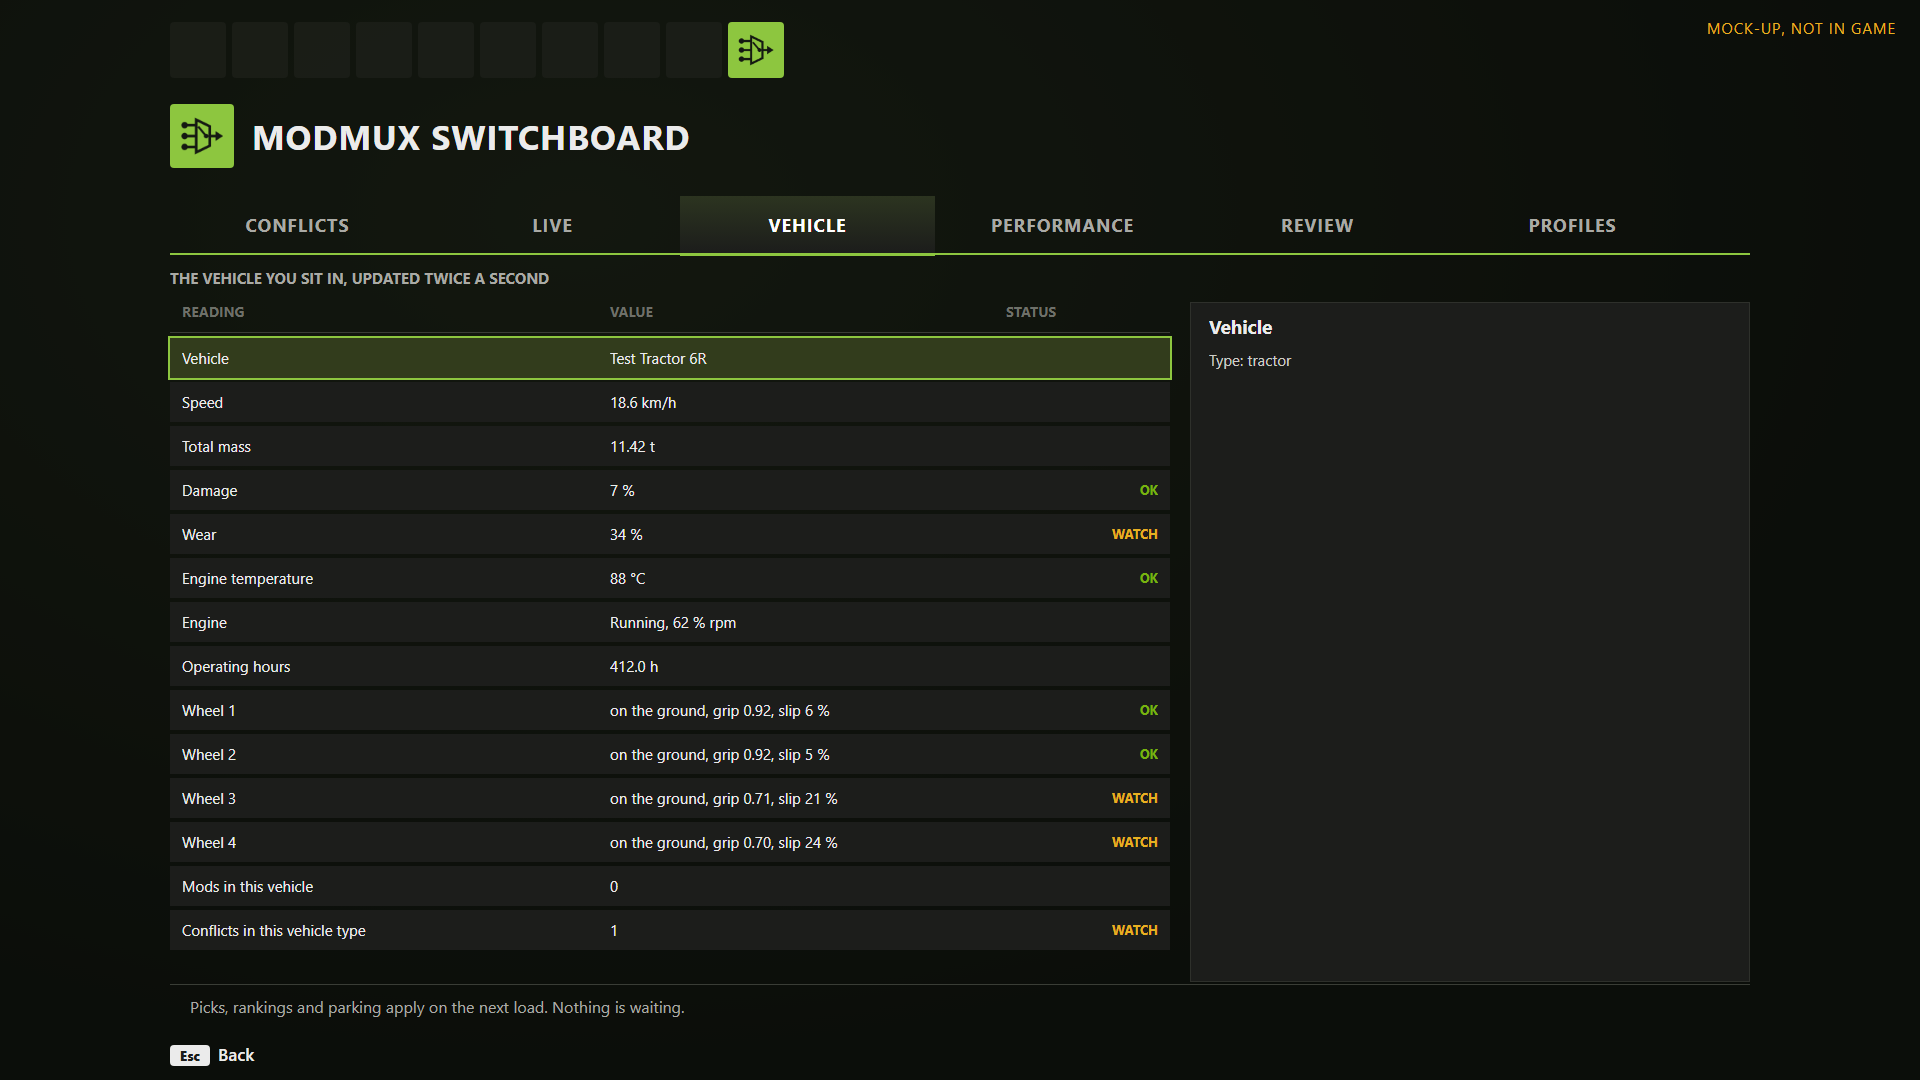 MOCK-UP, NOT IN GAME
MODMUX SWITCHBOARD
CONFLICTS LIVE VEHICLE PERFORMANCE REVIEW PROFILES
THE VEHICLE YOU SIT IN, UPDATED TWICE A SECOND
READING VALUE STATUS
Vehicle Test Tractor 6R
Speed 18.6 km/h
Total mass 11.42 t
Damage 7 % OK
Wear 34 % WATCH
Engine temperature 88 °C OK
Engine Running, 62 % rpm
Operating hours 412.0 h
Wheel 1 on the ground, grip 0.92, slip 6 % OK
Wheel 2 on the ground, grip 0.92, slip 5 % OK
Wheel 3 on the ground, grip 0.71, slip 21 % WATCH
Wheel 4 on the ground, grip 0.70, slip 24 % WATCH
Mods in this vehicle 0
Conflicts in this vehicle type 1 WATCH
Vehicle
Type: tractor
Picks, rankings and parking apply on the next load. Nothing is waiting.
Esc Back